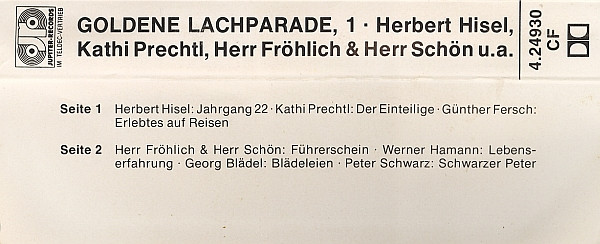 GOLDENE LACHPARADE, 1 · Herbert Hisel,
Kathi Prechtl, Herr Fröhlich & Herr Schön u.a.
JUPITER-RECORDS
IM TELDEC-VERTRIEB
4.24930
CF
Seite 1 Herbert Hisel: Jahrgang 22 · Kathi Prechtl: Der Einteilige · Günther Fersch:
Erlebtes auf Reisen
Seite 2 Herr Fröhlich & Herr Schön: Führerschein · Werner Hamann: Lebens-
erfahrung · Georg Blädel: Blädeleien · Peter Schwarz: Schwarzer Peter